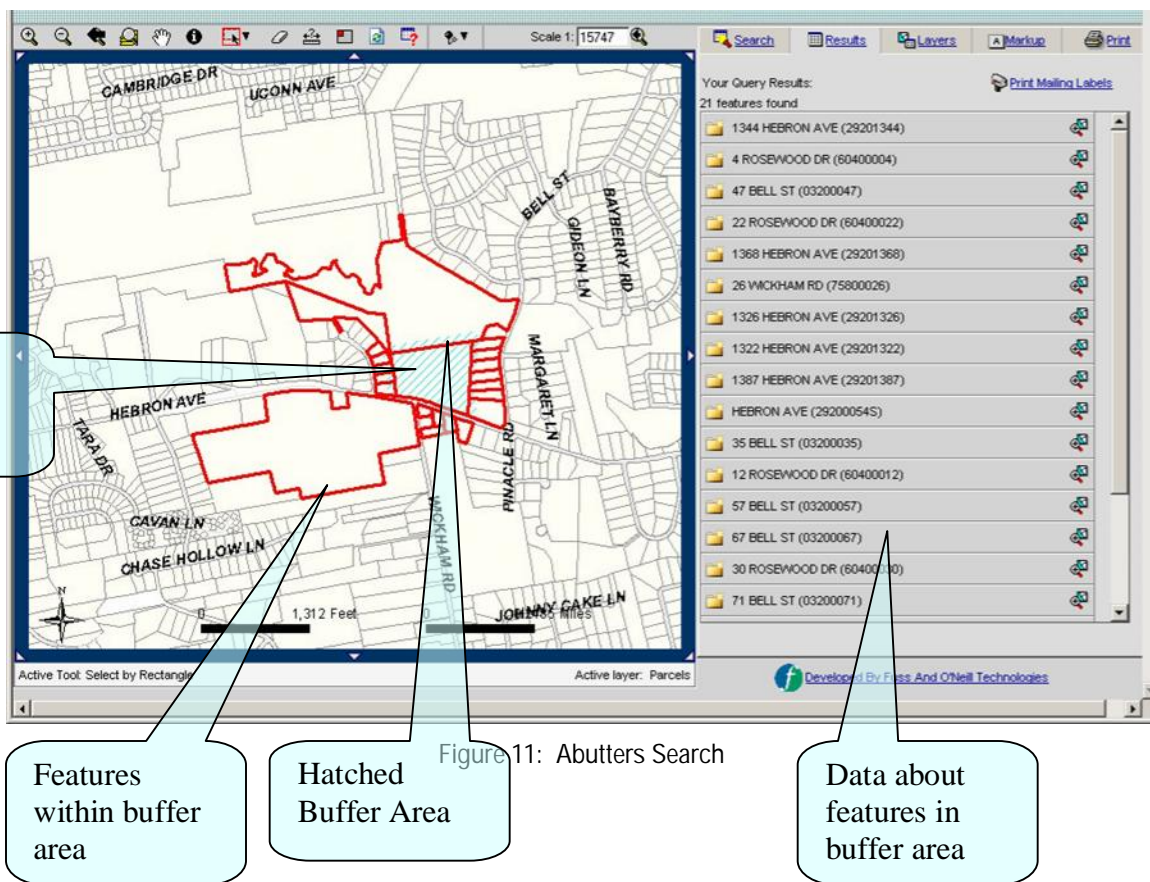 Scale 1: 15747
Search
Results
Layers
A Markup
Print
Your Query Results:
Print Mailing Labels
21 features found
1344 HEBRON AVE (29201344)
4 ROSEWOOD DR (60400004)
47 BELL ST (03200047)
22 ROSEWOOD DR (60400022)
1368 HEBRON AVE (29201368)
26 WICKHAM RD (75800026)
1326 HEBRON AVE (29201326)
1322 HEBRON AVE (29201322)
1387 HEBRON AVE (29201387)
HEBRON AVE (29200054S)
35 BELL ST (03200035)
12 ROSEWOOD DR (60400012)
57 BELL ST (03200057)
67 BELL ST (03200067)
30 ROSEWOOD DR (60400030)
71 BELL ST (03200071)
CAMBRIDGE DR
UCONN AVE
BELL ST
BAYBERRY RD
GIDEON LN
MARGARET LN
HEBRON AVE
TARA DR
PINACLE RD
WICKHAM RD
CAVAN LN
CHASE HOLLOW LN
JOHNNY CAKE LN
N
0 1,312 Feet
0 Miles
Active Tool: Select by Rectangle
Active layer: Parcels
Developed By Fuss And O'Neill Technologies
Figure 11: Abutters Search
Features
within buffer
area
Hatched
Buffer Area
Data about
features in
buffer area